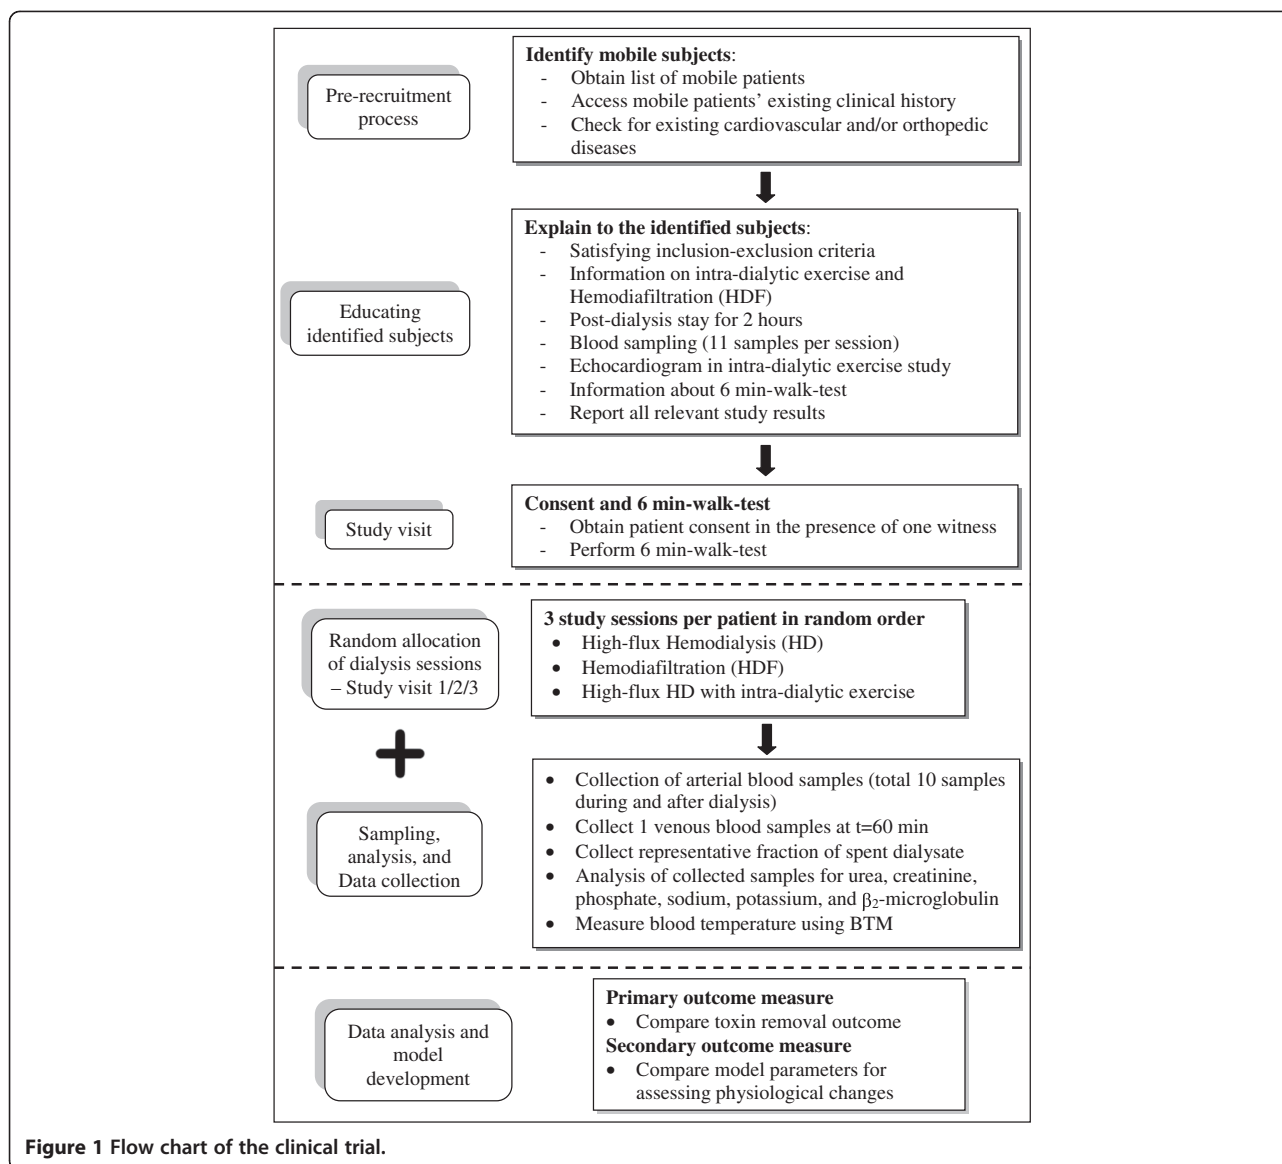 Pre-recruitment
process
Identify mobile subjects:
- Obtain list of mobile patients
- Access mobile patients' existing clinical history
- Check for existing cardiovascular and/or orthopedic
diseases
Educating
identified subjects
Explain to the identified subjects:
- Satisfying inclusion-exclusion criteria
- Information on intra-dialytic exercise and
Hemodiafiltration (HDF)
- Post-dialysis stay for 2 hours
- Blood sampling (11 samples per session)
- Echocardiogram in intra-dialytic exercise study
- Information about 6 min-walk-test
- Report all relevant study results
Study visit
Consent and 6 min-walk-test
- Obtain patient consent in the presence of one witness
- Perform 6 min-walk-test
Random allocation
of dialysis sessions
– Study visit 1/2/3
3 study sessions per patient in random order
• High-flux Hemodialysis (HD)
• Hemodiafiltration (HDF)
• High-flux HD with intra-dialytic exercise
Sampling,
analysis, and
Data collection
• Collection of arterial blood samples (total 10 samples
during and after dialysis)
• Collect 1 venous blood samples at t=60 min
• Collect representative fraction of spent dialysate
• Analysis of collected samples for urea, creatinine,
phosphate, sodium, potassium, and β₂-microglobulin
• Measure blood temperature using BTM
Data analysis and
model
development
Primary outcome measure
• Compare toxin removal outcome
Secondary outcome measure
• Compare model parameters for
assessing physiological changes
Figure 1 Flow chart of the clinical trial.